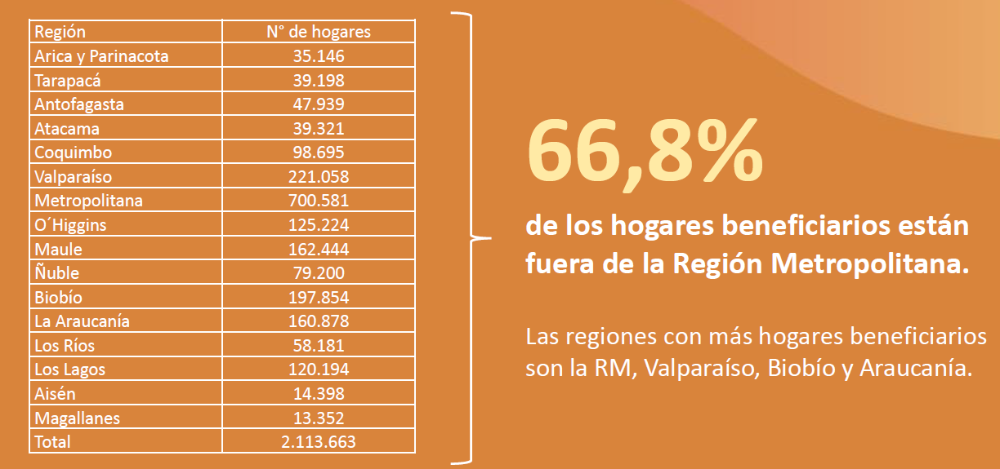 Región N° de hogares
Arica y Parinacota 35.146
Tarapacá 39.198
Antofagasta 47.939
Atacama 39.321
Coquimbo 98.695
Valparaíso 221.058
Metropolitana 700.581
O´Higgins 125.224
Maule 162.444
Ñuble 79.200
Biobío 197.854
La Araucanía 160.878
Los Ríos 58.181
Los Lagos 120.194
Aisén 14.398
Magallanes 13.352
Total 2.113.663
66,8%
de los hogares beneficiarios están
fuera de la Región Metropolitana.
Las regiones con más hogares beneficiarios
son la RM, Valparaíso, Biobío y Araucanía.